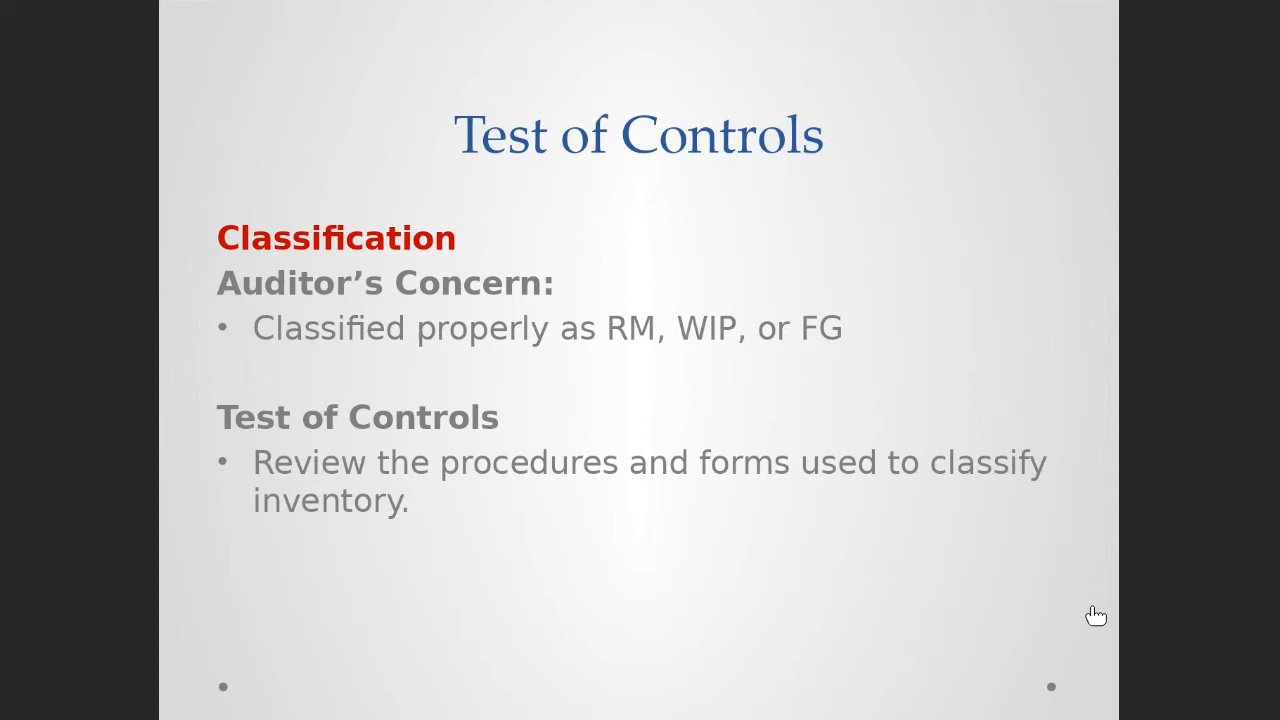 Test of Controls
Classification
Auditor’s Concern:
• Classified properly as RM, WIP, or FG
Test of Controls
• Review the procedures and forms used to classify
inventory.